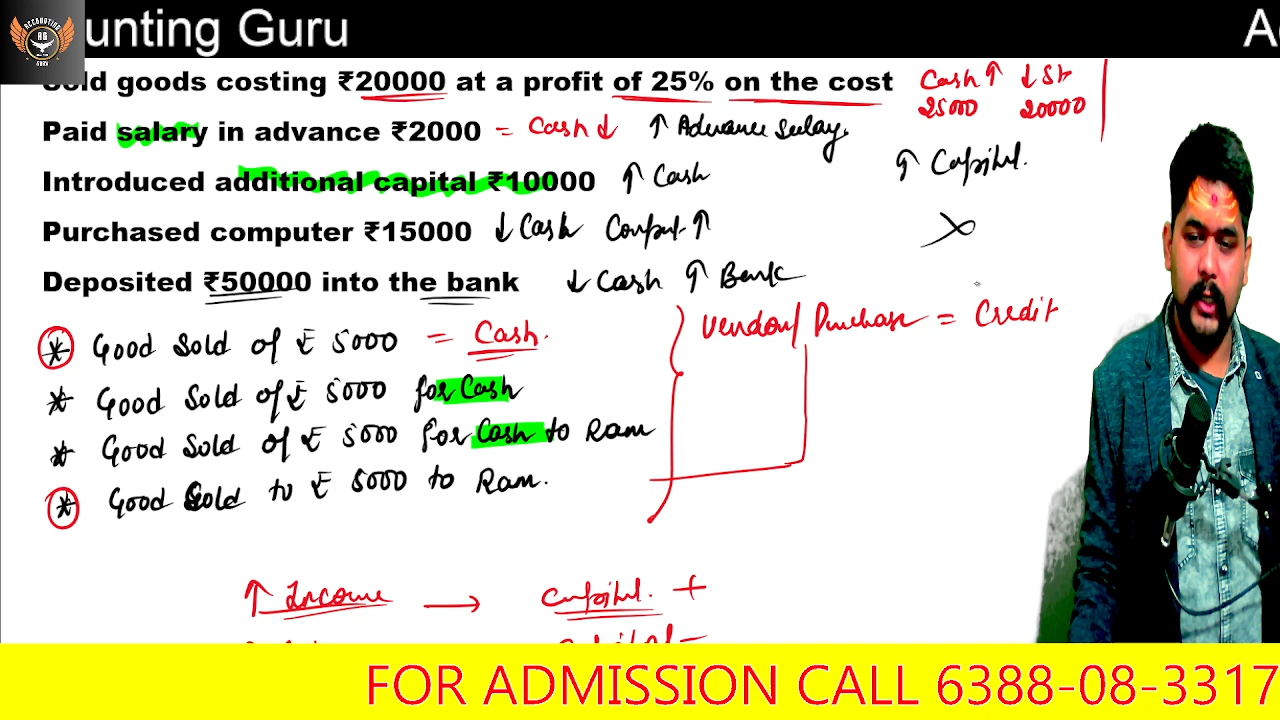 unting Guru
A
ACCOUNTING
AG
GURU
Sold goods costing ₹20000 at a profit of 25% on the cost
Cash ↑ ↓ St
25000 20000
Paid salary in advance ₹2000 = Cash ↓ ↑ Advance salary.
Introduced additional capital ₹10000 ↑ Cash ↑ Capital.
Purchased computer ₹15000 ↓ Cash Comput ↑
Deposited ₹50000 into the bank ↓ Cash ↑ Bank
* Good Sold of ₹ 5000 = Cash.
Vendor/ Purchase = Credit
* Good Sold of ₹ 5000 for Cash
* Good Sold of ₹ 5000 for Cash to Ram
* Good Sold to ₹ 5000 to Ram.
↑ Income → Capital. +
FOR ADMISSION CALL 6388-08-3317